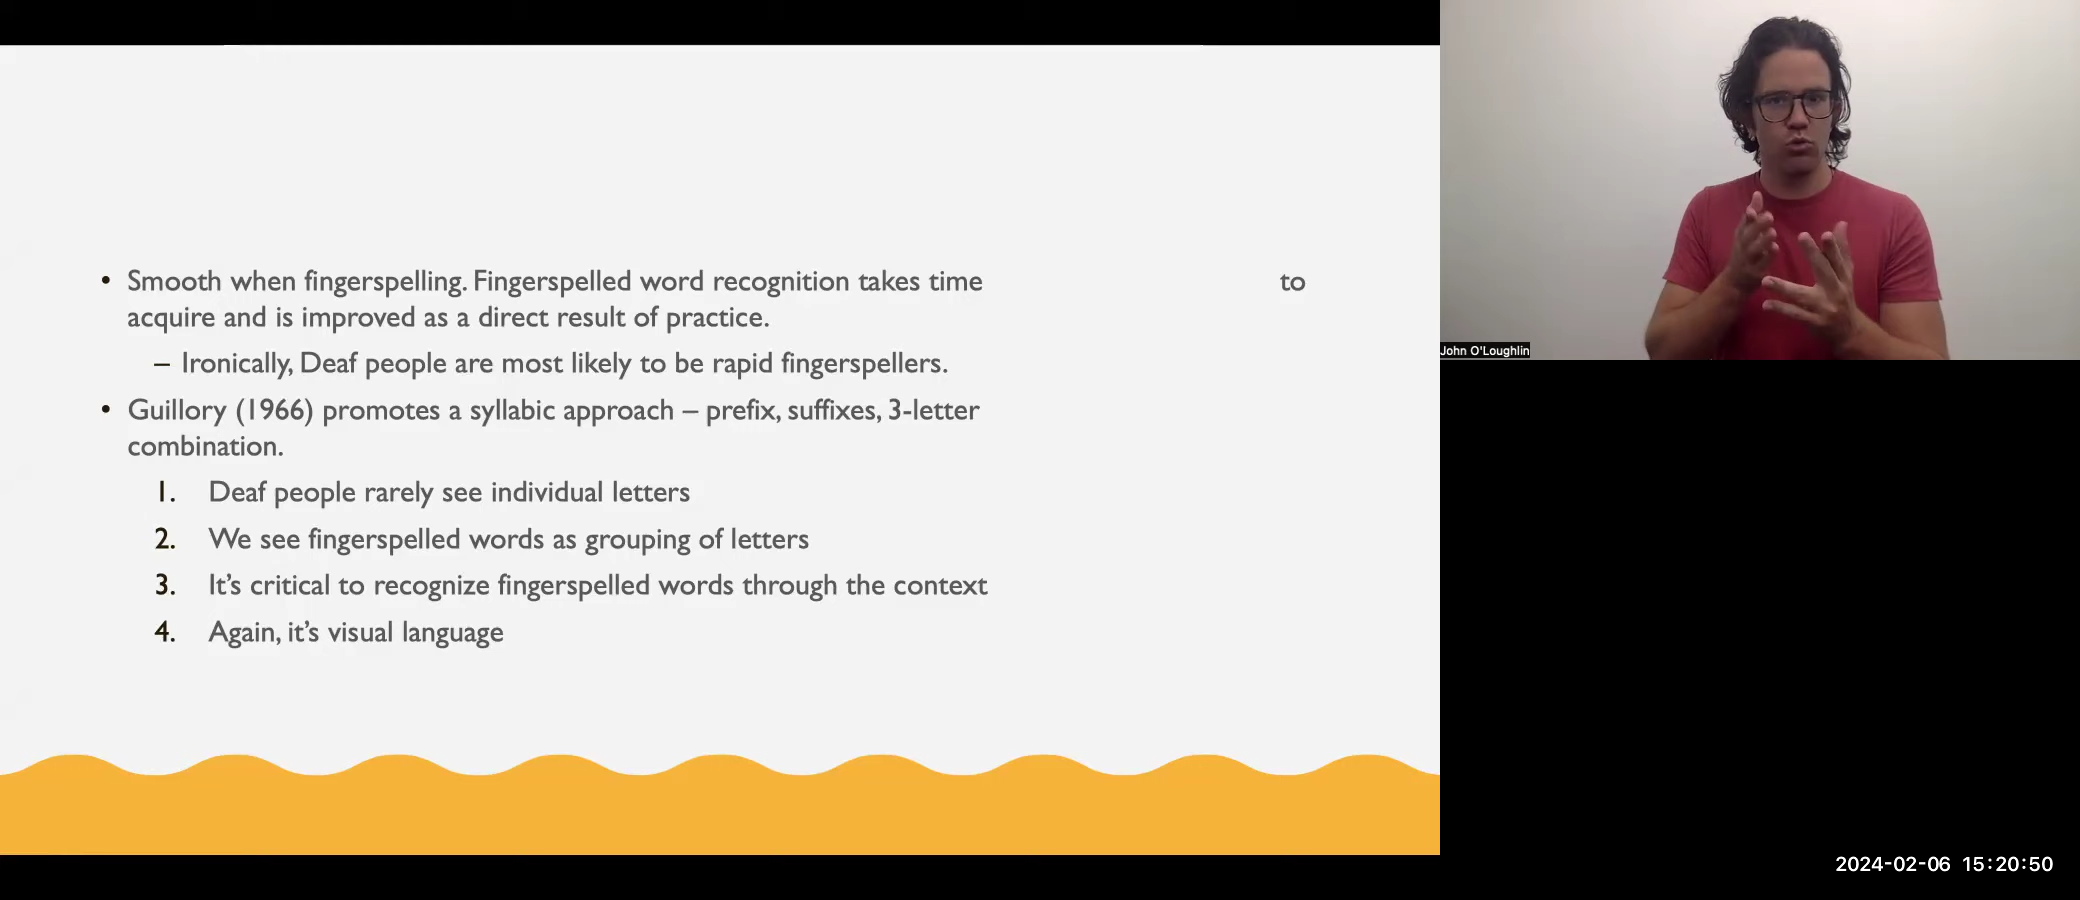 • Smooth when fingerspelling. Fingerspelled word recognition takes time to
acquire and is improved as a direct result of practice.
– Ironically, Deaf people are most likely to be rapid fingerspellers.
• Guillory (1966) promotes a syllabic approach – prefix, suffixes, 3-letter
combination.
1. Deaf people rarely see individual letters
2. We see fingerspelled words as grouping of letters
3. It's critical to recognize fingerspelled words through the context
4. Again, it's visual language
John O'Loughlin
2024-02-06 15:20:50